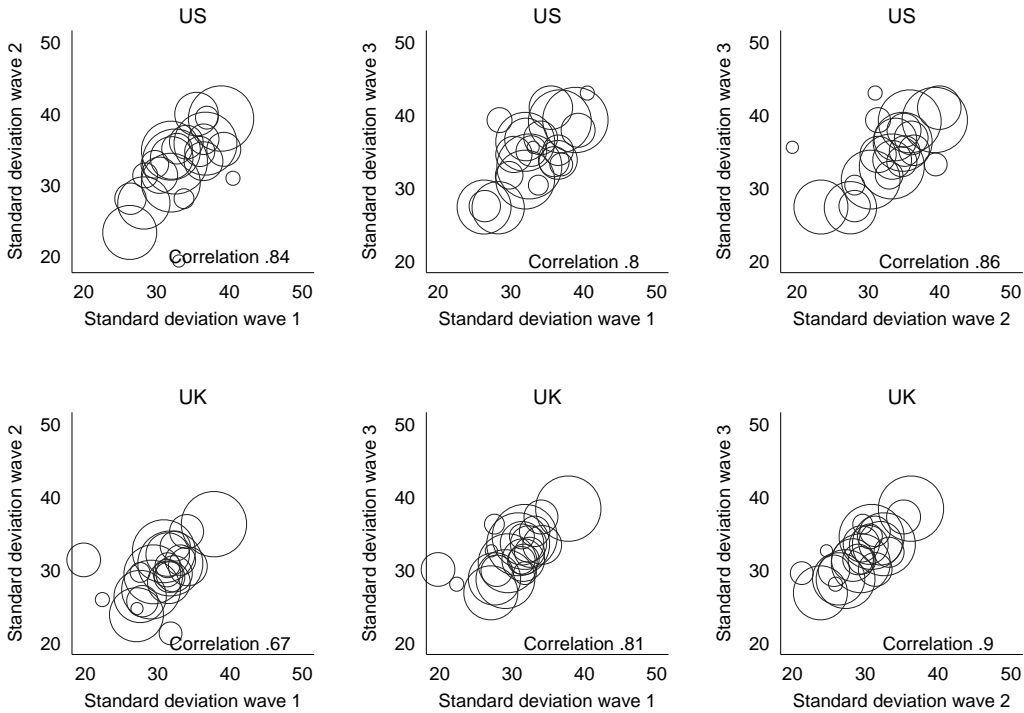 US
Standard deviation wave 2
50
40
30
20
Correlation .84
20 30 40 50
Standard deviation wave 1
US
Standard deviation wave 3
50
40
30
20
Correlation .8
20 30 40 50
Standard deviation wave 1
US
Standard deviation wave 3
50
40
30
20
Correlation .86
20 30 40 50
Standard deviation wave 2
UK
Standard deviation wave 2
50
40
30
20
Correlation .67
20 30 40 50
Standard deviation wave 1
UK
Standard deviation wave 3
50
40
30
20
Correlation .81
20 30 40 50
Standard deviation wave 1
UK
Standard deviation wave 3
50
40
30
20
Correlation .9
20 30 40 50
Standard deviation wave 2